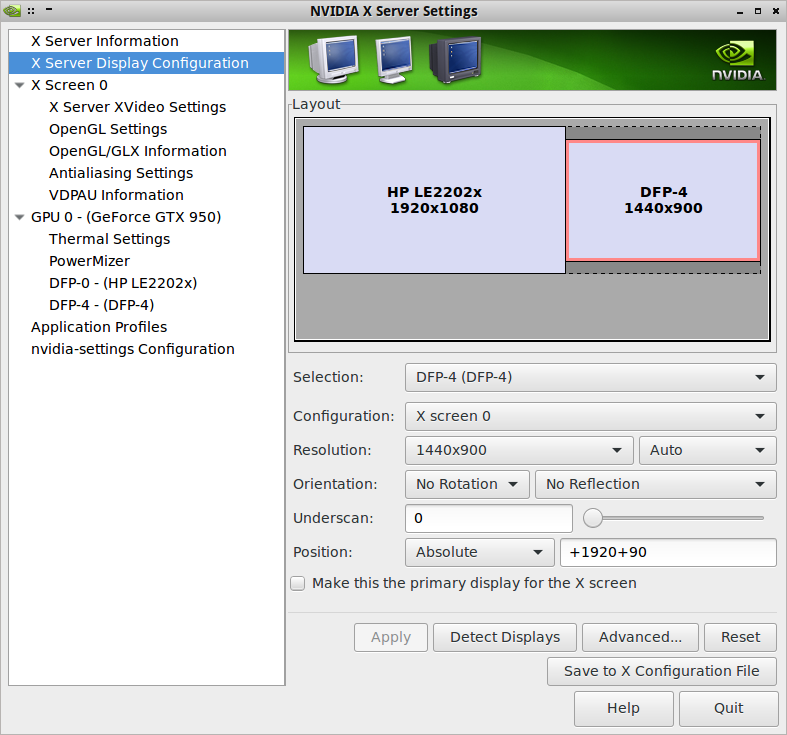 NVIDIA X Server Settings
X Server Information
X Server Display Configuration
X Screen 0
X Server XVideo Settings
OpenGL Settings
OpenGL/GLX Information
Antialiasing Settings
VDPAU Information
GPU 0 - (GeForce GTX 950)
Thermal Settings
PowerMizer
DFP-0 - (HP LE2202x)
DFP-4 - (DFP-4)
Application Profiles
nvidia-settings Configuration
NVIDIA.
Layout
HP LE2202x
1920x1080
DFP-4
1440x900
Selection: DFP-4 (DFP-4)
Configuration: X screen 0
Resolution: 1440x900 Auto
Orientation: No Rotation No Reflection
Underscan: 0
Position: Absolute +1920+90
Make this the primary display for the X screen
Apply Detect Displays Advanced... Reset
Save to X Configuration File
Help Quit